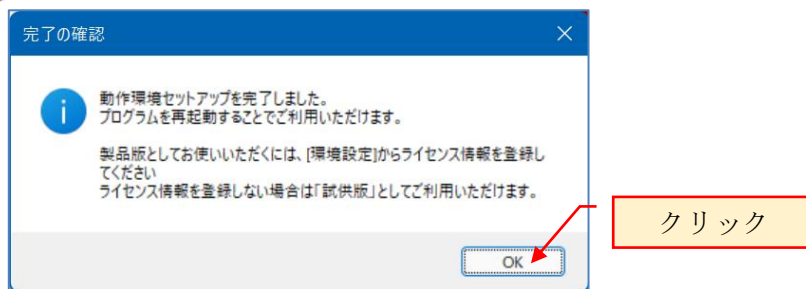 完了の確認
動作環境セットアップを完了しました。
プログラムを再起動することでご利用いただけます。
製品版としてお使いいただくには、[環境設定]からライセンス情報を登録し
てください
ライセンス情報を登録しない場合は「試供版」としてご利用いただけます。
クリック
OK